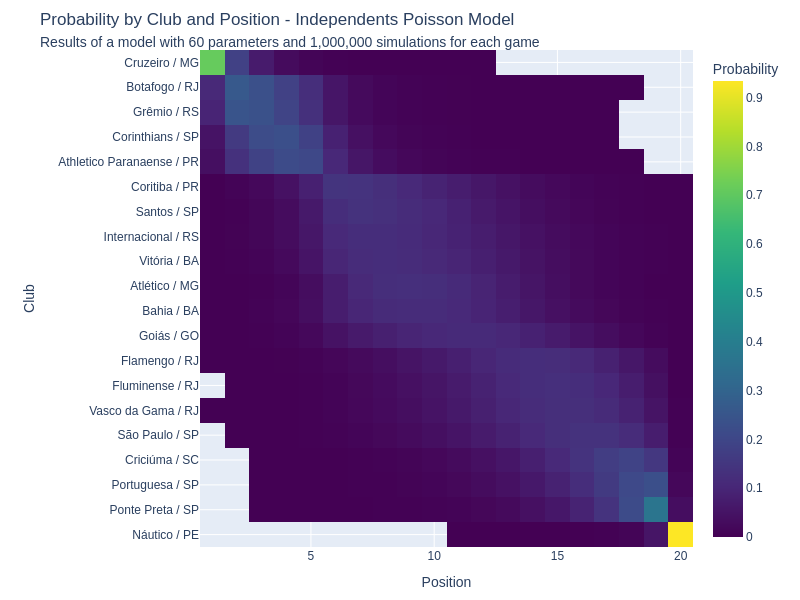 Probability by Club and Position - Independents Poisson Model
Results of a model with 60 parameters and 1,000,000 simulations for each game
Probability
Club
Cruzeiro / MG
Botafogo / RJ
Grêmio / RS
Corinthians / SP
Athletico Paranaense / PR
Coritiba / PR
Santos / SP
Internacional / RS
Vitória / BA
Atlético / MG
Bahia / BA
Goiás / GO
Flamengo / RJ
Fluminense / RJ
Vasco da Gama / RJ
São Paulo / SP
Criciúma / SC
Portuguesa / SP
Ponte Preta / SP
Náutico / PE
0.9
0.8
0.7
0.6
0.5
0.4
0.3
0.2
0.1
0
5
10
15
20
Position